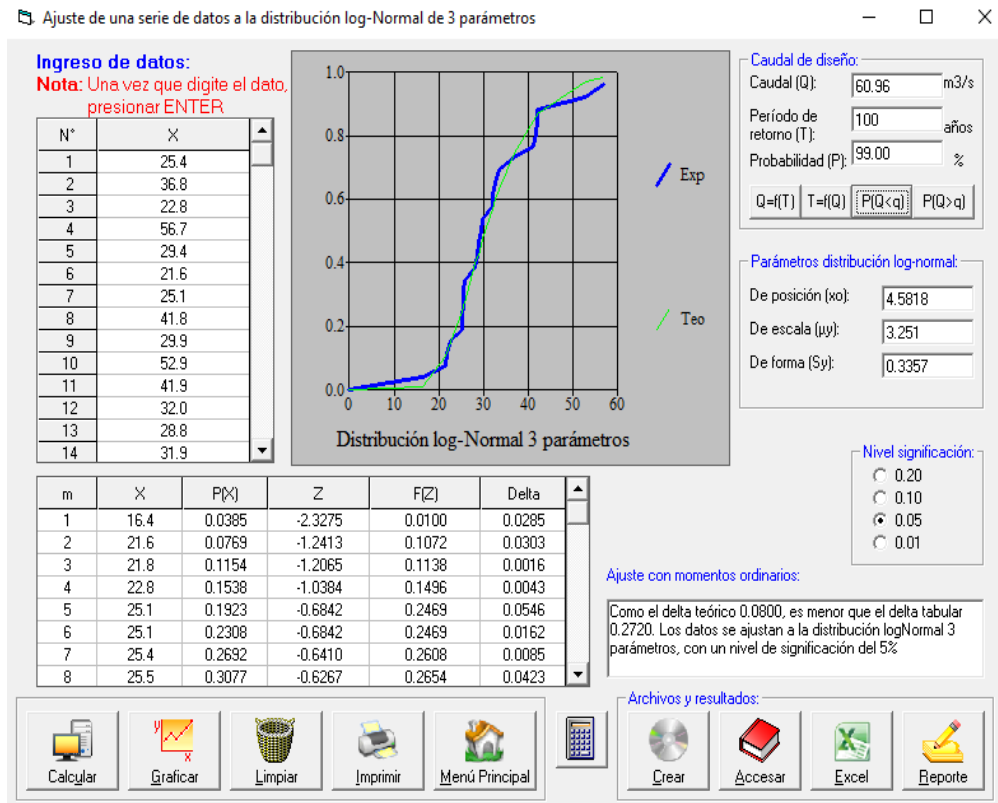 Ajuste de una serie de datos a la distribución log-Normal de 3 parámetros
Ingreso de datos:
Nota: Una vez que digite el dato,
presionar ENTER
N° X
1 25.4
2 36.8
3 22.8
4 56.7
5 29.4
6 21.6
7 25.1
8 41.8
9 29.9
10 52.9
11 41.9
12 32.0
13 28.8
14 31.9
1.0
0.8
0.6
0.4
0.2
0.0
0 10 20 30 40 50 60
Exp
Teo
Distribución log-Normal 3 parámetros
Caudal de diseño:
Caudal (Q): 60.96 m3/s
Período de
retorno (T): 100 años
Probabilidad (P): 99.00 %
Q=f(T) T=f(Q) P(Q<q) P(Q>q)
Parámetros distribución log-normal:
De posición (xo): 4.5818
De escala (µy): 3.251
De forma (Sy): 0.3357
Nivel significación:
0.20
0.10
0.05
0.01
m X P(X) Z F(Z) Delta
1 16.4 0.0385 -2.3275 0.0100 0.0285
2 21.6 0.0769 -1.2413 0.1072 0.0303
3 21.8 0.1154 -1.2065 0.1138 0.0016
4 22.8 0.1538 -1.0384 0.1496 0.0043
5 25.1 0.1923 -0.6842 0.2469 0.0546
6 25.1 0.2308 -0.6842 0.2469 0.0162
7 25.4 0.2692 -0.6410 0.2608 0.0085
8 25.5 0.3077 -0.6267 0.2654 0.0423
Ajuste con momentos ordinarios:
Como el delta teórico 0.0800, es menor que el delta tabular
0.2720. Los datos se ajustan a la distribución logNormal 3
parámetros, con un nivel de significación del 5%
y
x
Calcular Graficar Limpiar Imprimir Menú Principal
Archivos y resultados:
Crear Accesar Excel Reporte